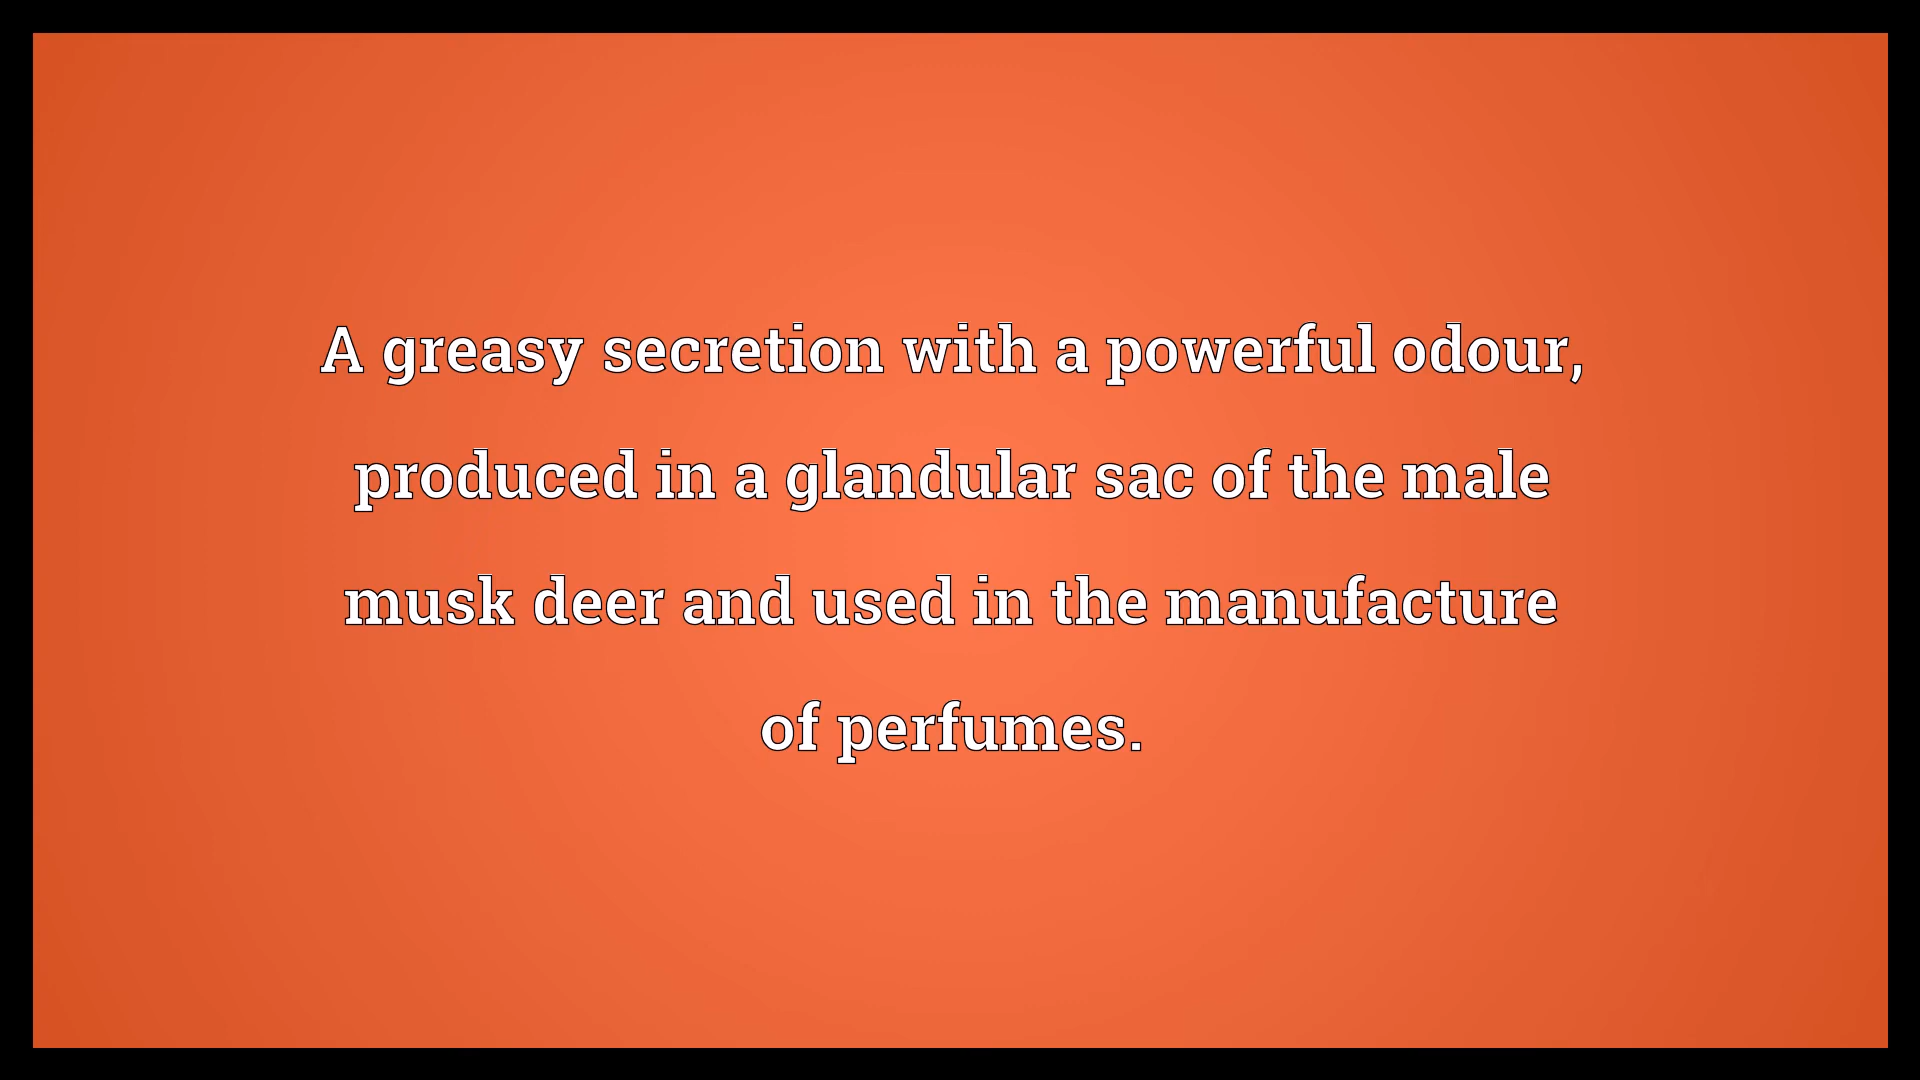 A greasy secretion with a powerful odour,
produced in a glandular sac of the male
musk deer and used in the manufacture
of perfumes.